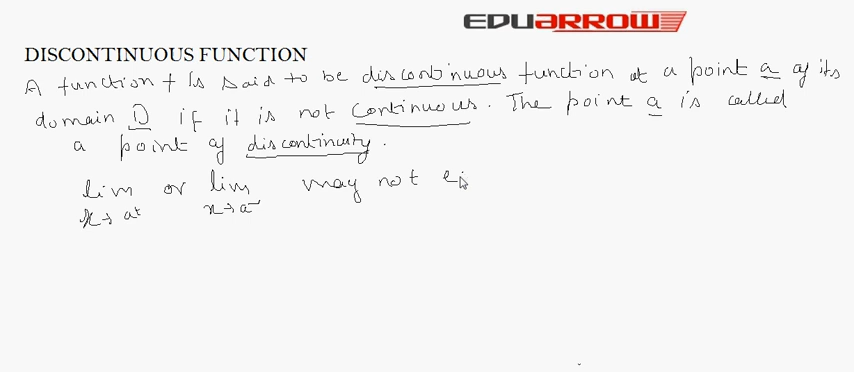 EDUARROW
DISCONTINUOUS FUNCTION
A function f is said to be discontinuous function at a point a of its
domain D if it is not continuous. The point a is called
a point of discontinuity.
lim or lim may not ei
x→a⁺ x→a⁻